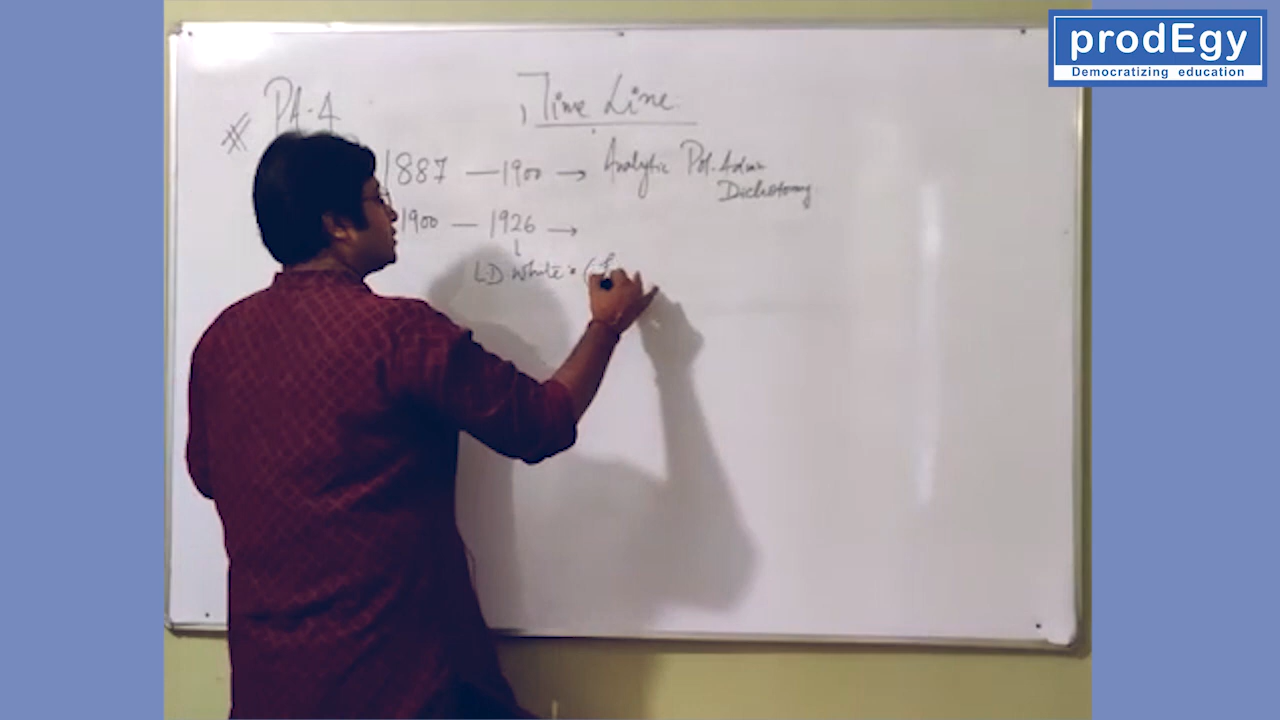 prodEgy
Democratizing education
# PA-4
Time Line
1887 — 1900 → Analytic Pol. Admn
Dichotomy
1900 — 1926 →
LD White's (